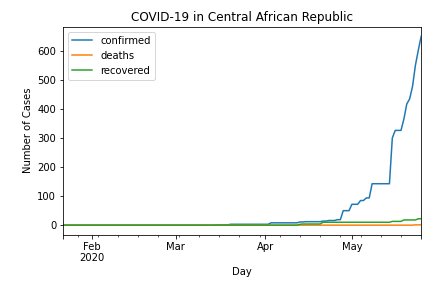 COVID-19 in Central African Republic
confirmed
deaths
recovered
Number of Cases
600
500
400
300
200
100
0
Feb
2020
Mar
Apr
May
Day